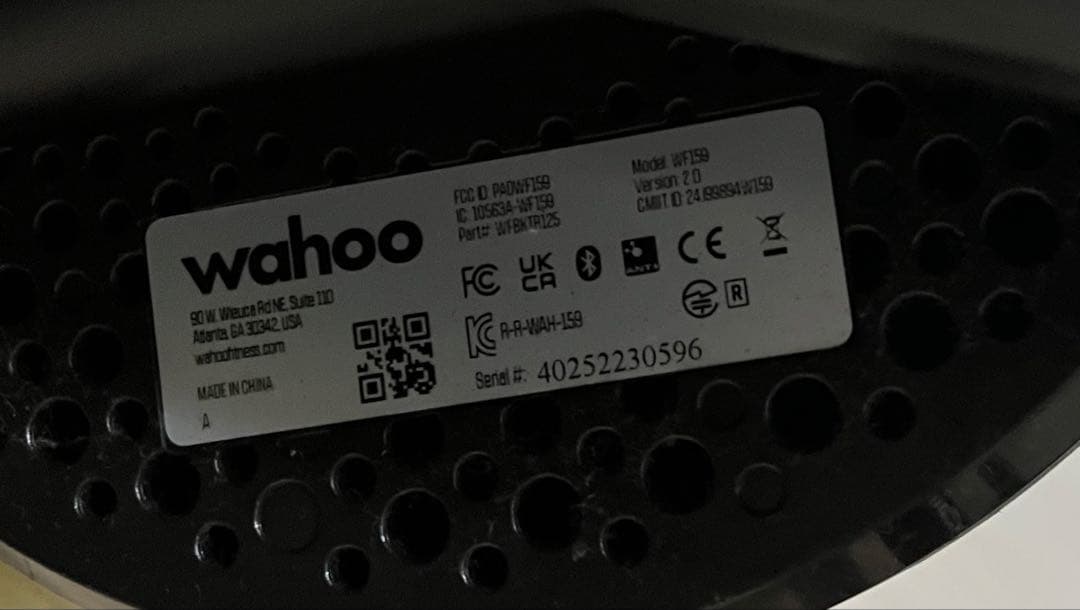 wahoo
90 W. Wieuca Rd NE, Suite 110
Atlanta, GA 30342, USA
wahoofitness.com
MADE IN CHINA
A
FCC ID: PADWF159
IC: 10563A-WF159
Part#: WFBKTR125
Model: WF159
Version: 2.0
CMIIT ID: 24J99894W159
FC
UK
CA
ANT+
CE
R-R-WAH-159
R
Serial #: 40252230596